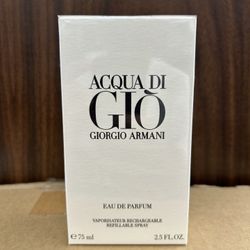 ACQUA DI
GIÒ
GIORGIO ARMANI
EAU DE PARFUM
VAPORISATEUR RECHARGEABLE
REFILLABLE SPRAY
℮ 75 ml 2.5 FL. OZ.